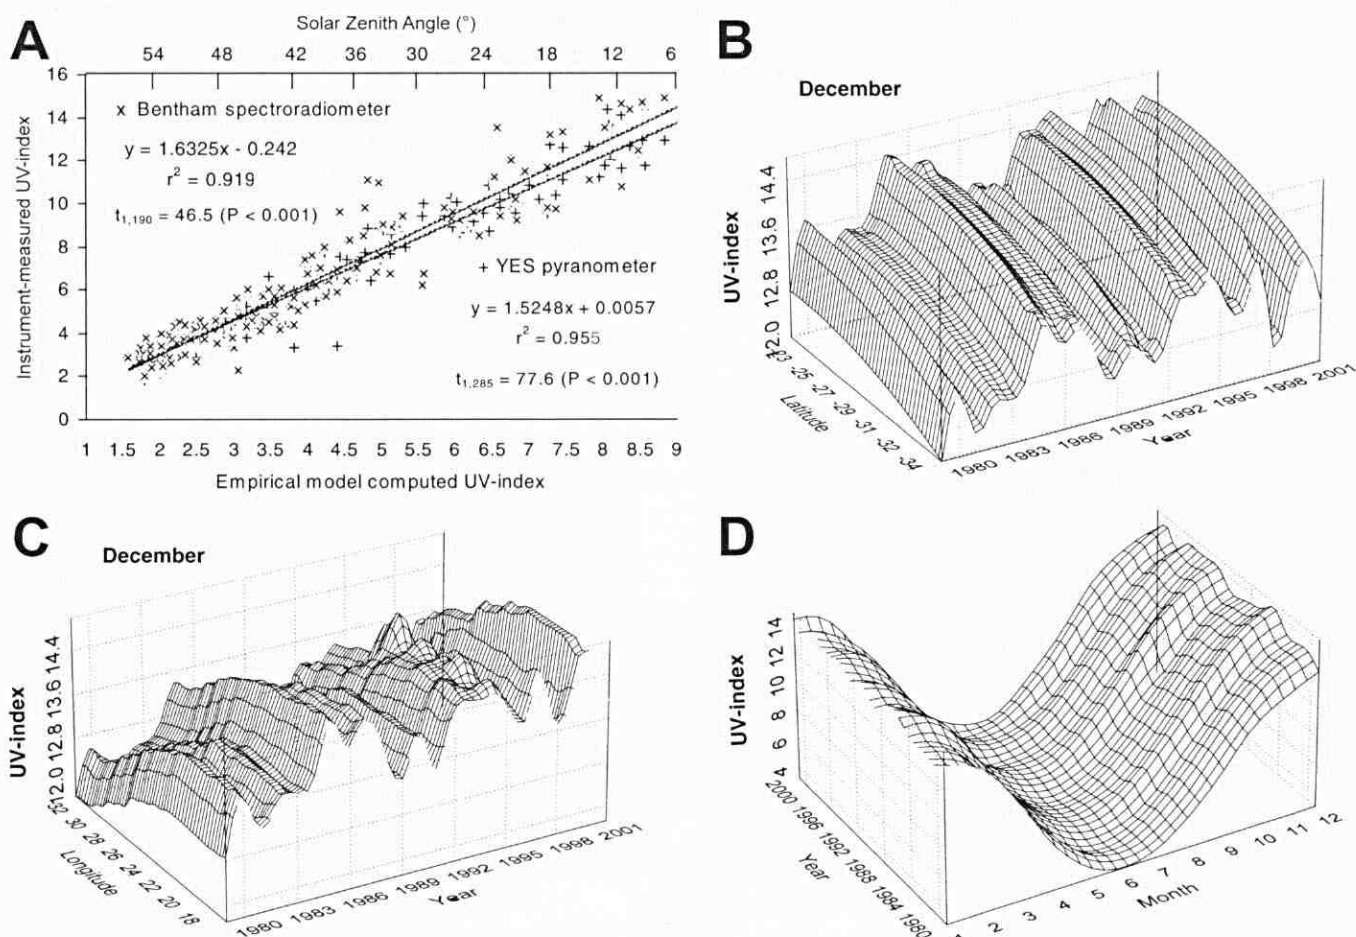 A
Solar Zenith Angle (°)
54 48 42 36 30 24 18 12 6
16
14
12
10
8
6
4
2
0
Instrument-measured UV-index
x Bentham spectroradiometer
y = 1.6325x - 0.242
r² = 0.919
t₁,₁₉₀ = 46.5 (P < 0.001)
+ YES pyranometer
y = 1.5248x + 0.0057
r² = 0.955
t₁,₂₈₅ = 77.6 (P < 0.001)
1 1.5 2 2.5 3 3.5 4 4.5 5 5.5 6 6.5 7 7.5 8 8.5 9
Empirical model computed UV-index
B
December
UV-index
14.4
13.6
12.8
12.0
-25 -27 -29 -31 -32 -34
Latitude
1980 1983 1986 1989 1992 1995 1998 2001
Year
C
December
UV-index
14.4
13.6
12.8
12.0
30 28 26 24 22 20 18
Longitude
1980 1983 1986 1989 1992 1995 1998 2001
Year
D
UV-index
14
12
10
8
6
4
2000 1996 1992 1988 1984 1980
Year
1 2 3 4 5 6 7 8 9 10 11 12
Month